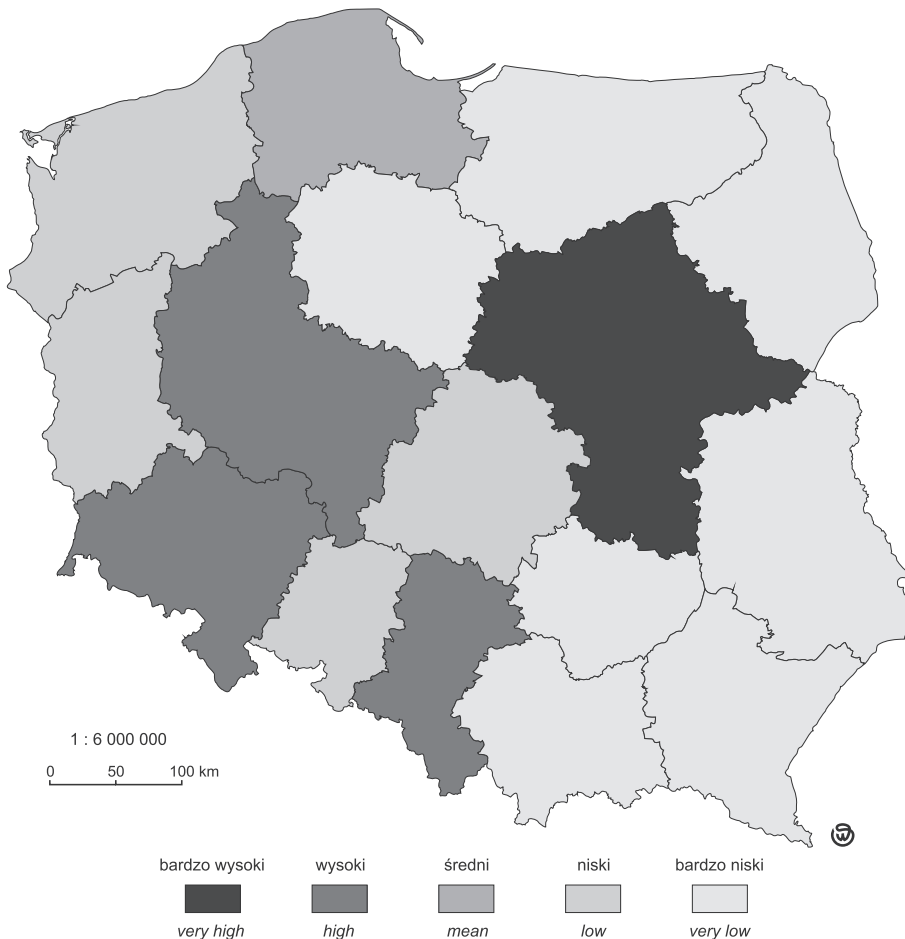 1 : 6 000 000
0 50 100 km
bardzo wysoki wysoki średni niski bardzo niski
very high high mean low very low